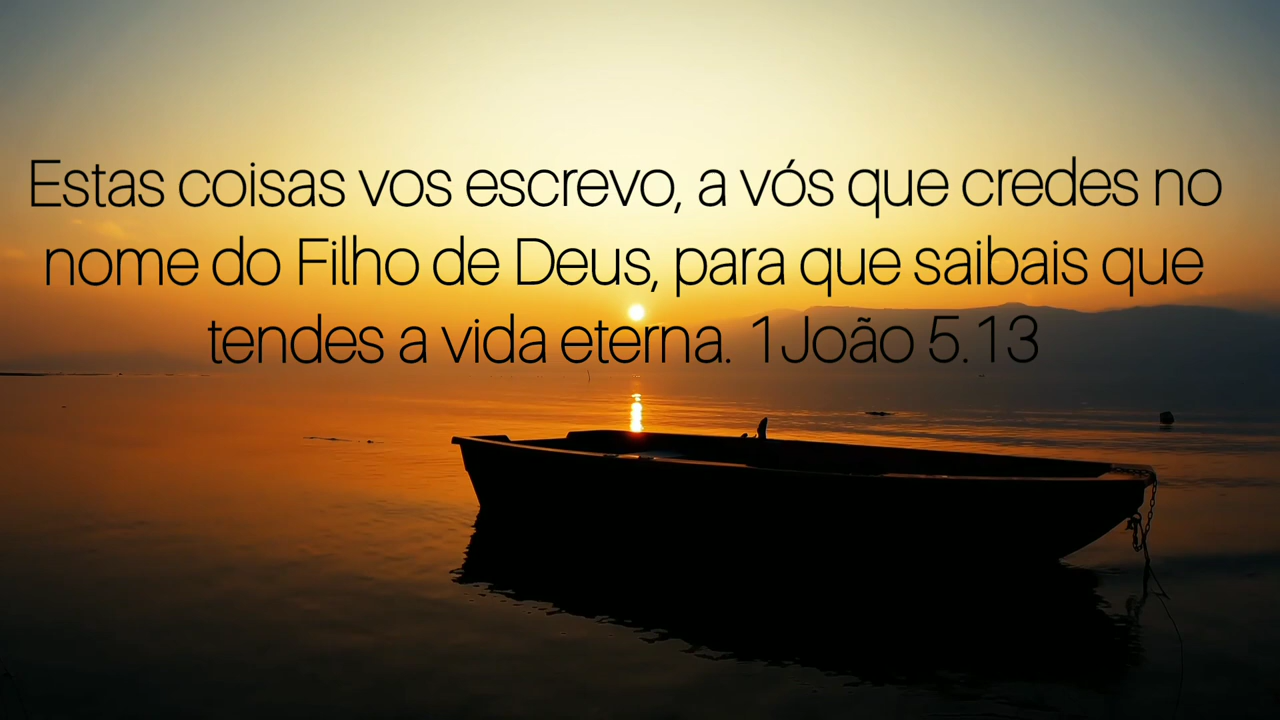 Estas coisas vos escrevo, a vós que credes no
nome do Filho de Deus, para que saibais que
tendes a vida eterna. 1João 5.13